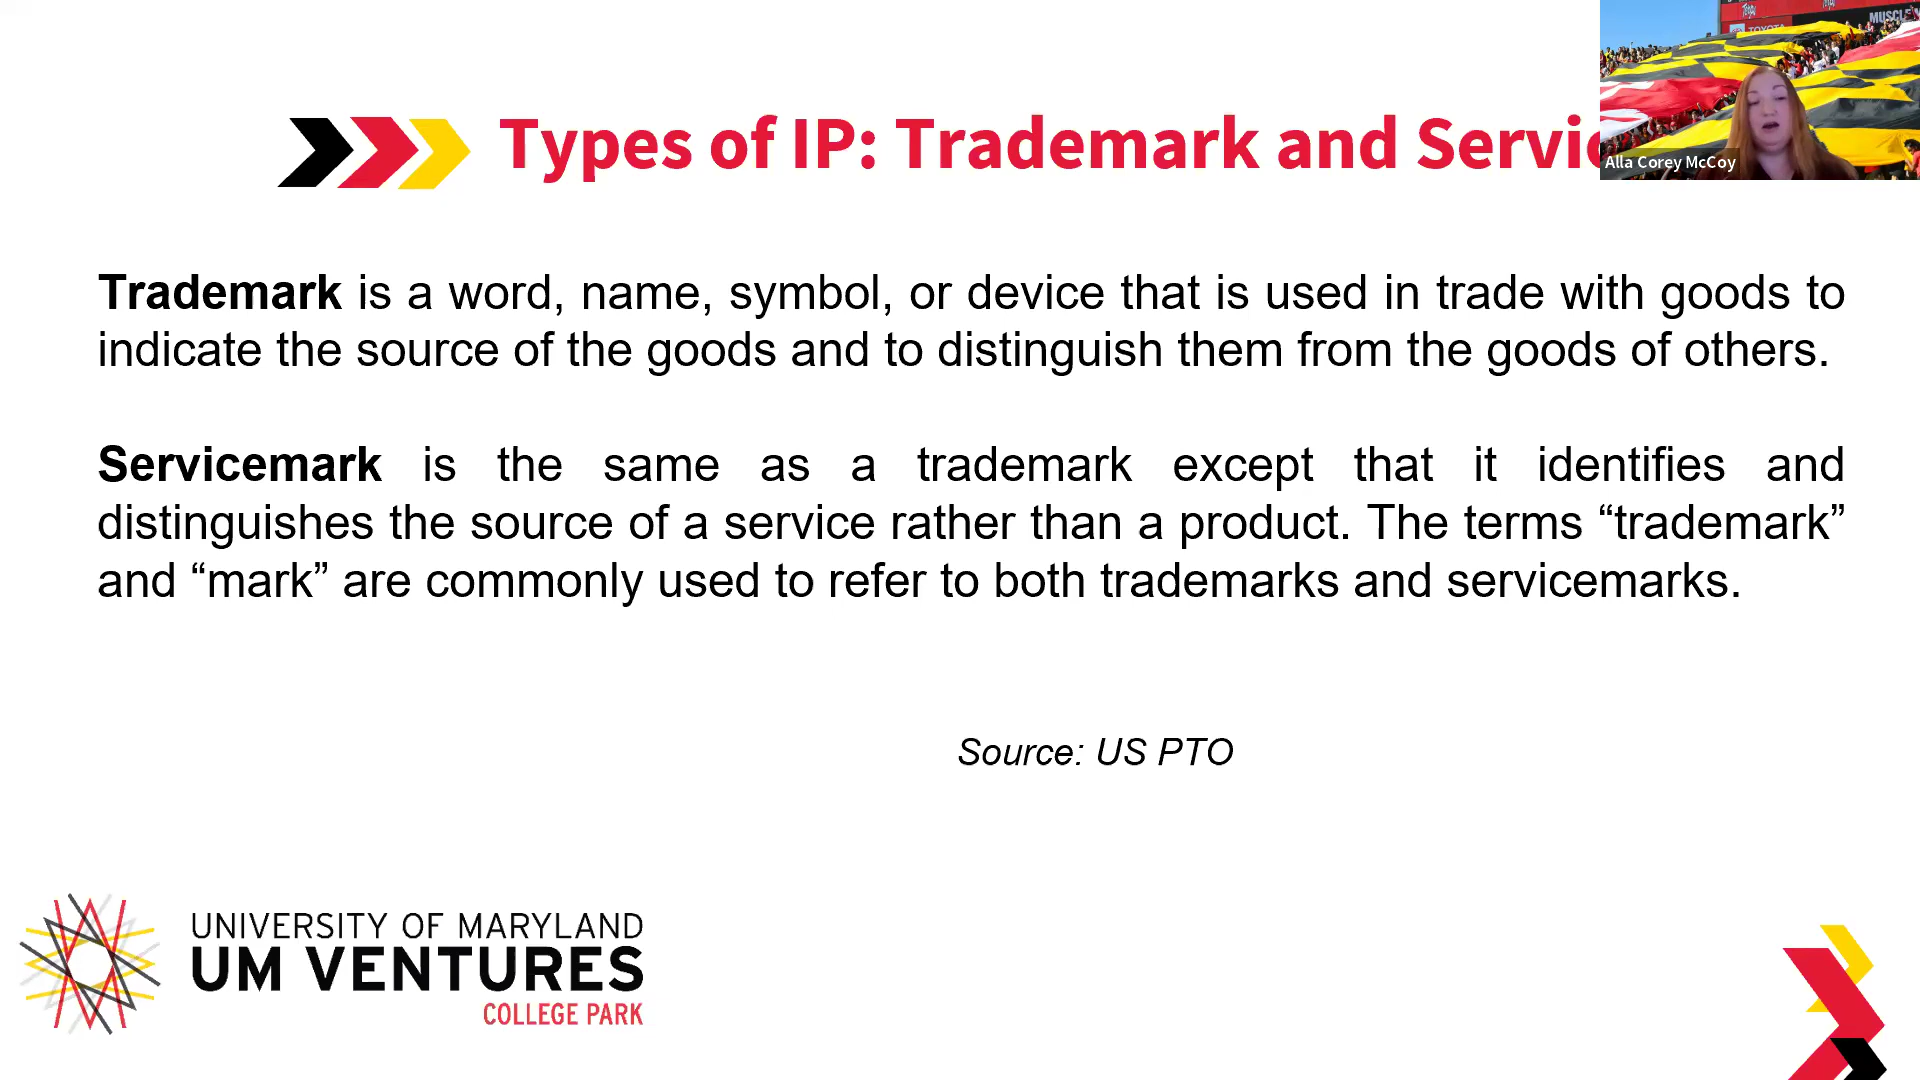 Types of IP: Trademark and Servic
Alla Corey McCoy
TOYOTA
MUSCLE
Trademark is a word, name, symbol, or device that is used in trade with goods to
indicate the source of the goods and to distinguish them from the goods of others.
Servicemark is the same as a trademark except that it identifies and
distinguishes the source of a service rather than a product. The terms “trademark”
and “mark” are commonly used to refer to both trademarks and servicemarks.
Source: US PTO
UNIVERSITY OF MARYLAND
UM VENTURES
COLLEGE PARK